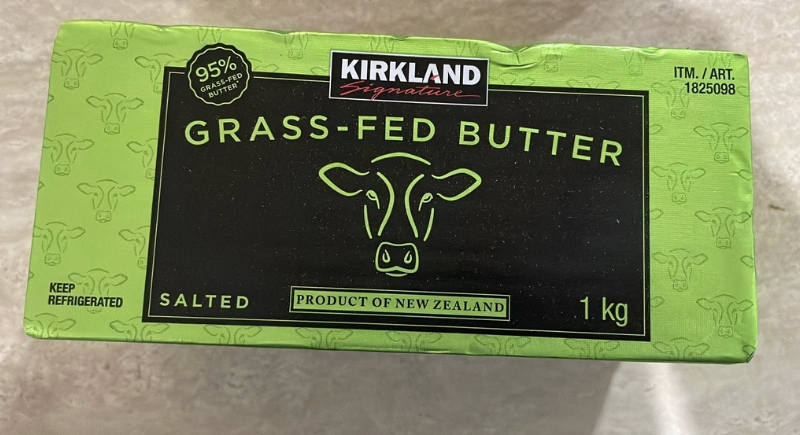 95%
GRASS-FED
BUTTER
KIRKLAND
Signature
ITM. / ART.
1825098
GRASS-FED BUTTER
KEEP
REFRIGERATED
SALTED
PRODUCT OF NEW ZEALAND
1 kg